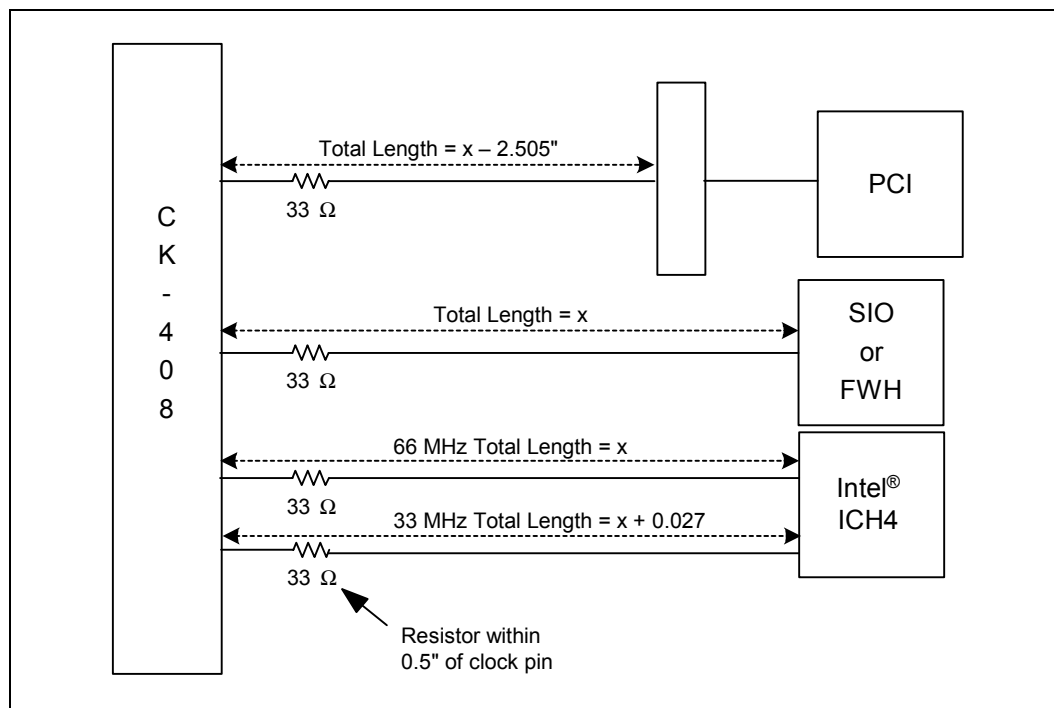 C
K
-
4
0
8
Total Length = x – 2.505"
33 Ω
PCI
Total Length = x
33 Ω
SIO
or
FWH
66 MHz Total Length = x
33 Ω
33 MHz Total Length = x + 0.027
33 Ω
Intel®
ICH4
Resistor within
0.5" of clock pin